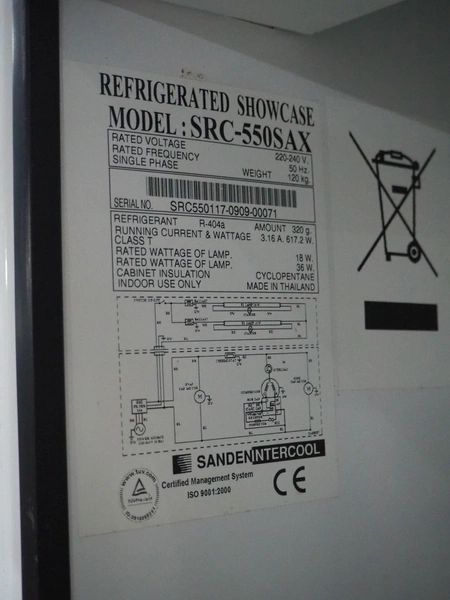 REFRIGERATED SHOWCASE
MODEL : SRC-550SAX
RATED VOLTAGE 220-240 V.
RATED FREQUENCY 50 Hz.
SINGLE PHASE WEIGHT 120 kg.
SERIAL NO. SRC550117-0909-00071
REFRIGERANT R-404a AMOUNT 320 g.
RUNNING CURRENT & WATTAGE 3.16 A. 617.2 W.
CLASS T
RATED WATTAGE OF LAMP. 18 W.
RATED WATTAGE OF LAMP. 36 W.
CABINET INSULATION CYCLOPENTANE
INDOOR USE ONLY MADE IN THAILAND
SANDEN INTERCOOL
www.tuv.com
Certified Management System
ISO 9001:2000
CE